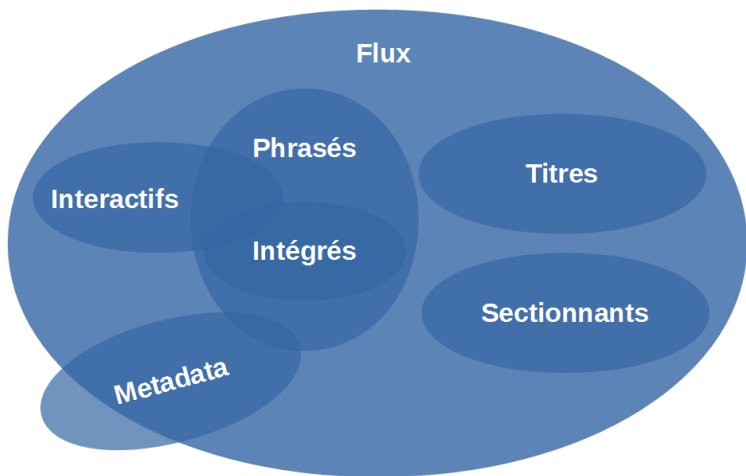 Flux
Phrasés
Titres
Interactifs
Intégrés
Sectionnants
Metadata